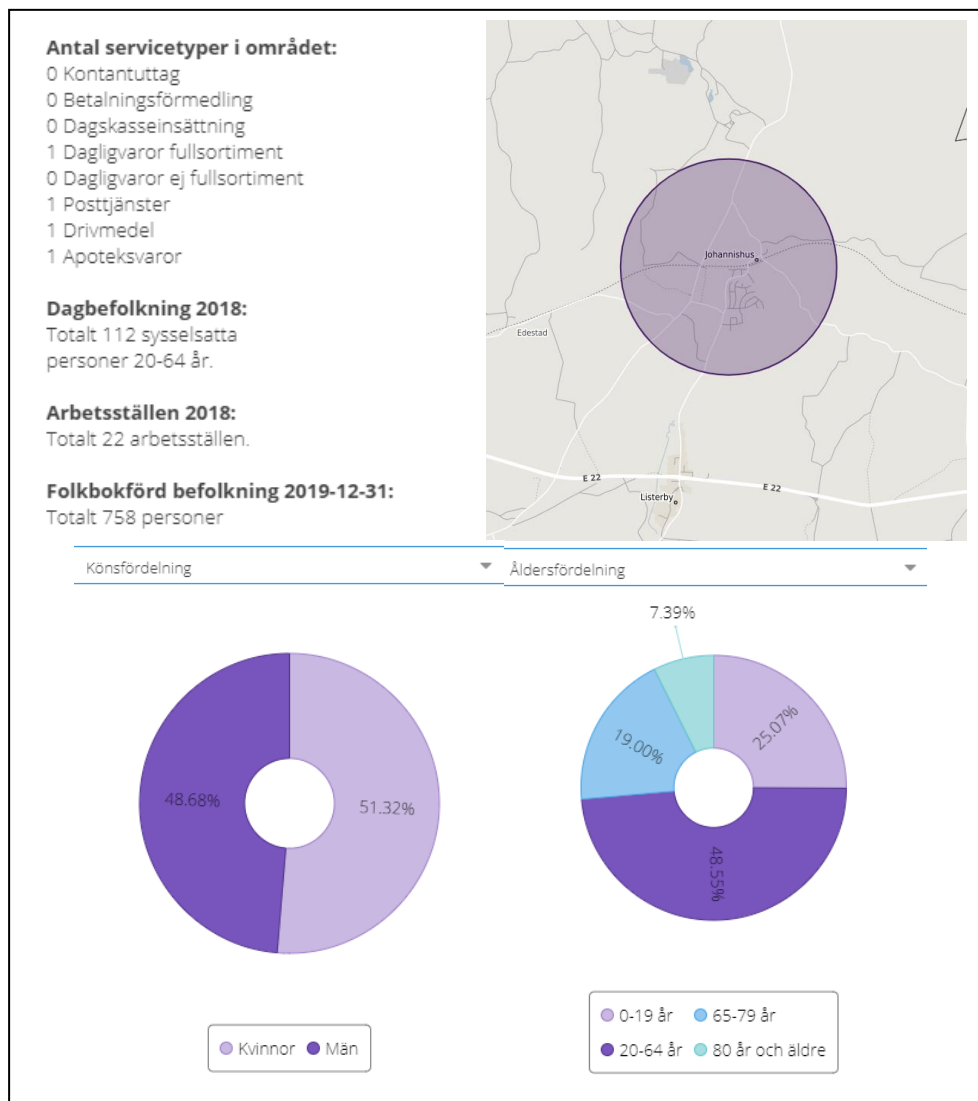 Antal servicetyper i området:
0 Kontantuttag
0 Betalningsförmedling
0 Dagskasseinsättning
1 Dagligvaror fullsortiment
0 Dagligvaror ej fullsortiment
1 Posttjänster
1 Drivmedel
1 Apoteksvaror
Dagbefolkning 2018:
Totalt 112 sysselsatta
personer 20-64 år.
Arbetsställen 2018:
Totalt 22 arbetsställen.
Folkbokförd befolkning 2019-12-31:
Totalt 758 personer
Johannishus
Edestad
E 22
E 22
Listerby
Könsfördelning
Åldersfördelning
48.68%
51.32%
7.39%
19.00%
25.07%
48.55%
Kvinnor
Män
0-19 år
65-79 år
20-64 år
80 år och äldre